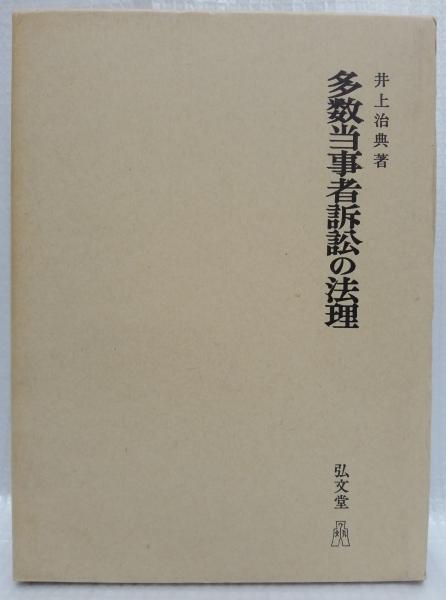 井上治典著
多数当事者訴訟の法理
弘文堂